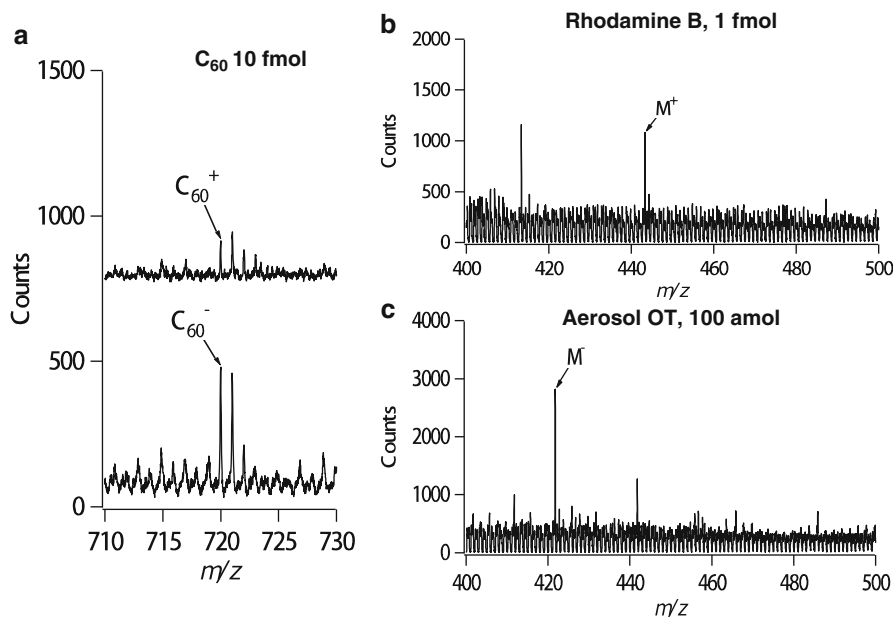 a
C60 10 fmol
1500
1000
500
0
Counts
C60+
C60-
710 715 720 725 730
m/z
b
Rhodamine B, 1 fmol
2000
1500
1000
500
0
Counts
M+
400 420 440 460 480 500
m/z
c
Aerosol OT, 100 amol
4000
3000
2000
1000
0
Counts
M-
400 420 440 460 480 500
m/z